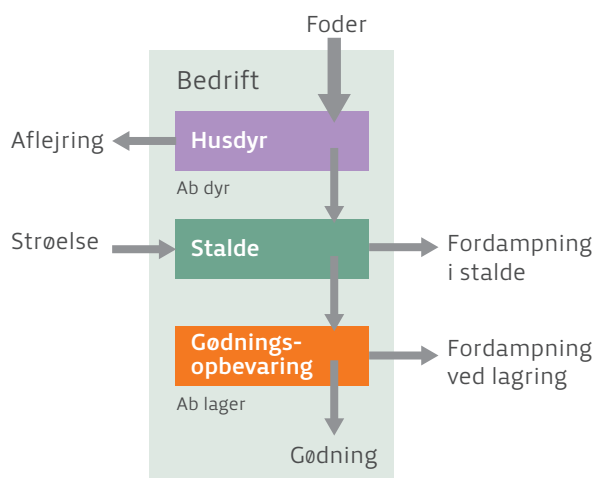 Foder
Bedrift
Aflejring
Husdyr
Ab dyr
Strøelse
Stalde
Fordampning
i stalde
Gødnings-
opbevaring
Fordampning
ved lagring
Ab lager
Gødning